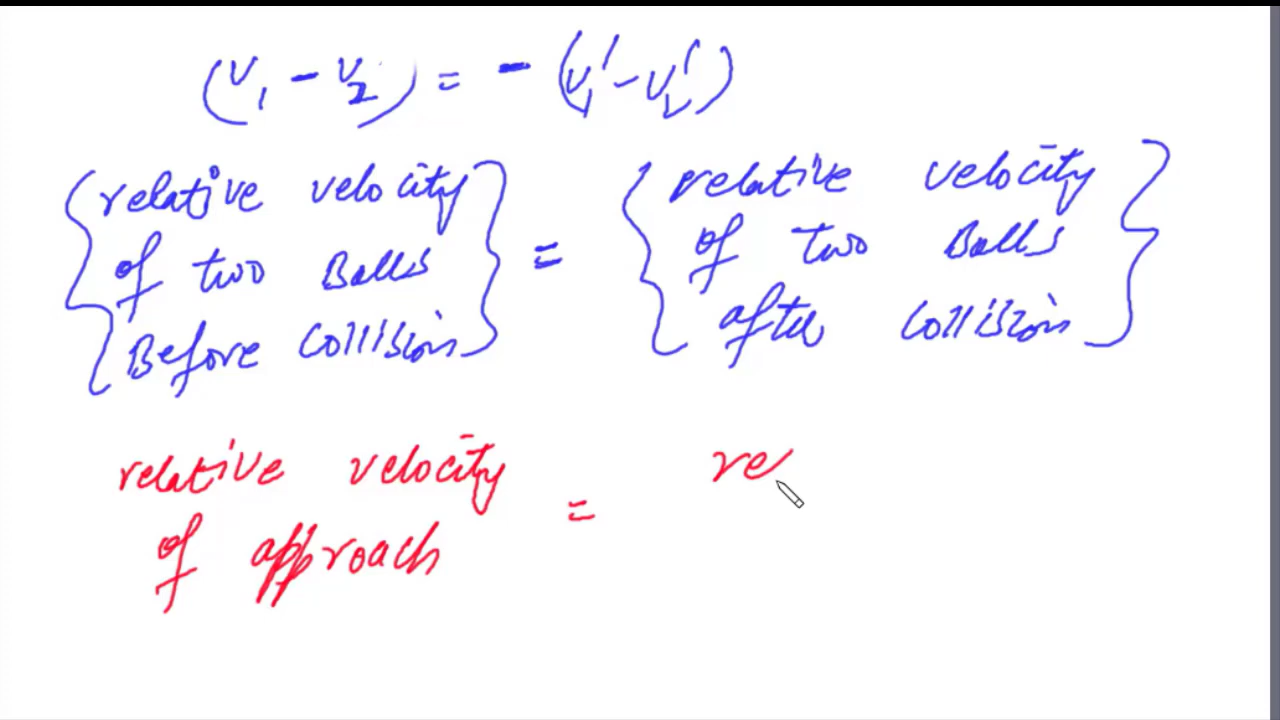 (v₁ - v₂) = - (v₁' - v₂')
{ relative velocity of two Balls Before Collision } = { relative velocity of two Balls after collision }
relative velocity of approach = re